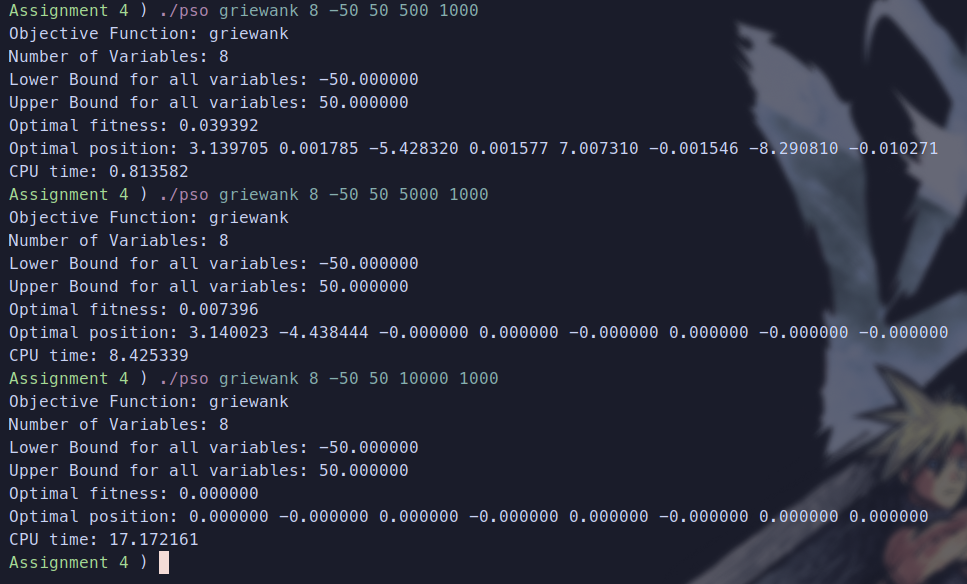 Assignment 4 ) ./pso griewank 8 −50 50 500 1000
Objective Function: griewank
Number of Variables: 8
Lower Bound for all variables: −50.000000
Upper Bound for all variables: 50.000000
Optimal fitness: 0.039392
Optimal position: 3.139705 0.001785 −5.428320 0.001577 7.007310 −0.001546 −8.290810 −0.010271
CPU time: 0.813582
Assignment 4 ) ./pso griewank 8 −50 50 5000 1000
Objective Function: griewank
Number of Variables: 8
Lower Bound for all variables: −50.000000
Upper Bound for all variables: 50.000000
Optimal fitness: 0.007396
Optimal position: 3.140023 −4.438444 −0.000000 0.000000 −0.000000 0.000000 −0.000000 −0.000000
CPU time: 8.425339
Assignment 4 ) ./pso griewank 8 −50 50 10000 1000
Objective Function: griewank
Number of Variables: 8
Lower Bound for all variables: −50.000000
Upper Bound for all variables: 50.000000
Optimal fitness: 0.000000
Optimal position: 0.000000 −0.000000 0.000000 −0.000000 0.000000 −0.000000 0.000000 0.000000
CPU time: 17.172161
Assignment 4 )